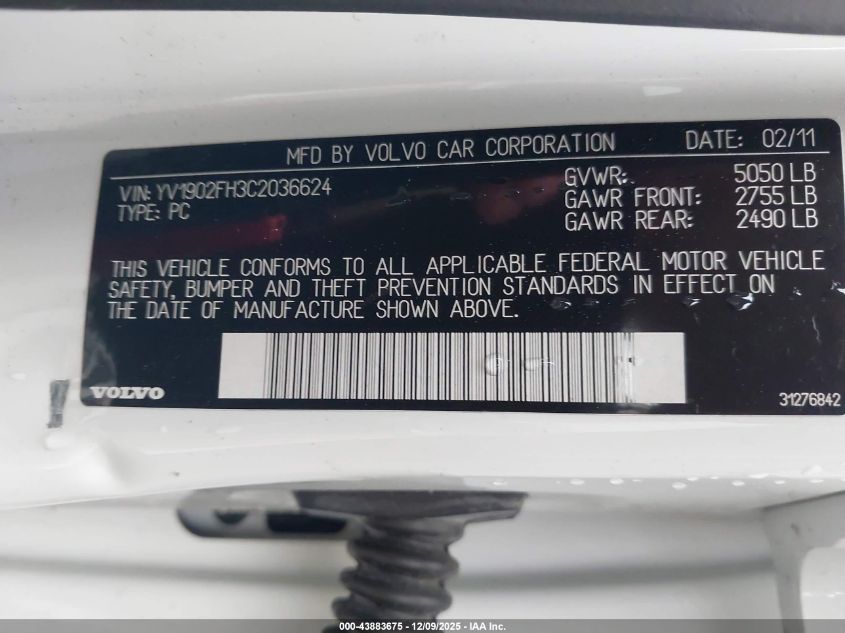 MFD BY VOLVO CAR CORPORATION DATE: 02/11
VIN: YV1902FH3C2036624
TYPE: PC
GVWR: 5050 LB
GAWR FRONT: 2755 LB
GAWR REAR: 2490 LB
THIS VEHICLE CONFORMS TO ALL APPLICABLE FEDERAL MOTOR VEHICLE
SAFETY, BUMPER AND THEFT PREVENTION STANDARDS IN EFFECT ON
THE DATE OF MANUFACTURE SHOWN ABOVE.
VOLVO
31276842
000-43883675 - 12/09/2025 - IAA Inc.